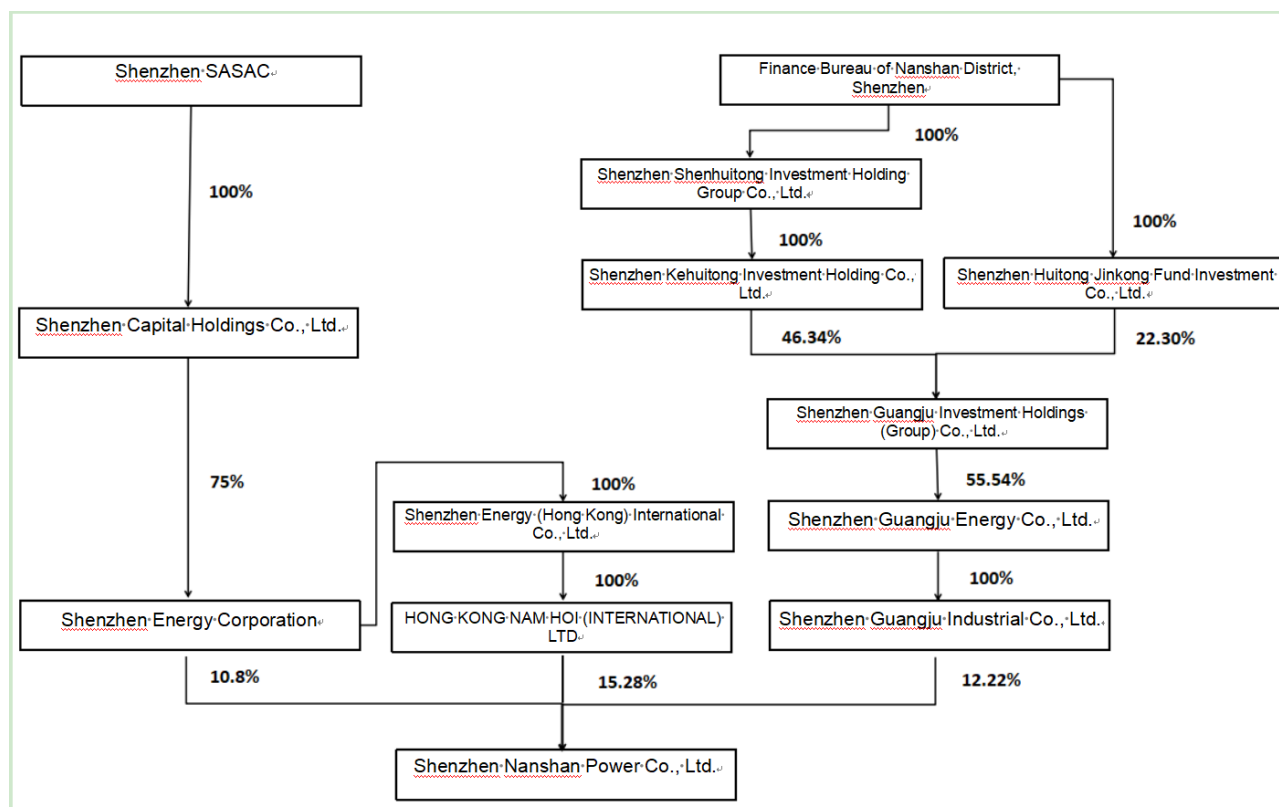 Shenzhen SASAC
Finance Bureau of Nanshan District,
Shenzhen
100%
Shenzhen Shenhuitong Investment Holding
Group Co., Ltd.
100%
100%
100%
Shenzhen Kehuitong Investment Holding Co.,
Ltd.
Shenzhen Huitong Jinkong Fund Investment
Co., Ltd.
Shenzhen Capital Holdings Co., Ltd.
46.34%
22.30%
Shenzhen Guangju Investment Holdings
(Group) Co., Ltd.
75%
100%
55.54%
Shenzhen Energy (Hong Kong) International
Co., Ltd.
Shenzhen Guangju Energy Co., Ltd.
100%
100%
Shenzhen Energy Corporation
HONG KONG NAM HOI (INTERNATIONAL)
LTD
Shenzhen Guangju Industrial Co., Ltd.
10.8%
15.28%
12.22%
Shenzhen Nanshan Power Co., Ltd.